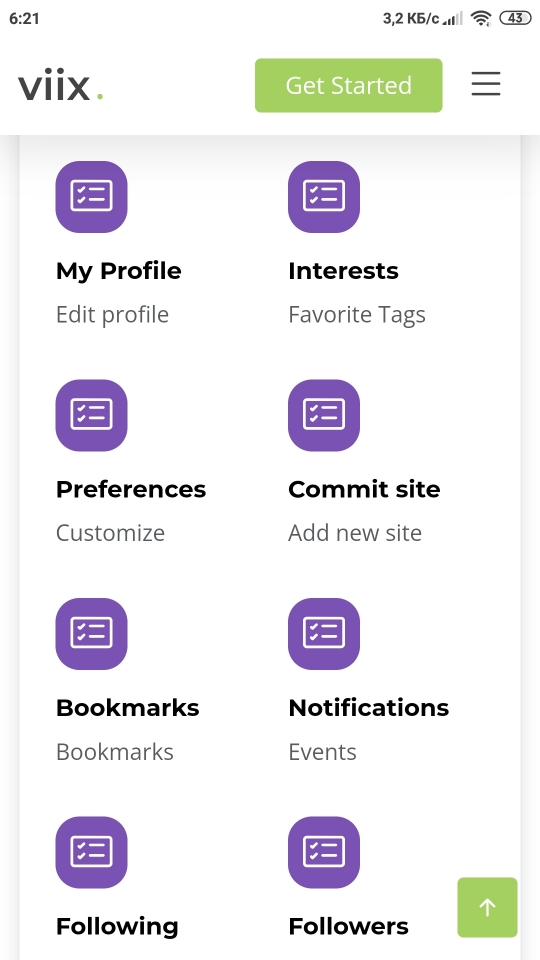 6:21
3,2 КБ/с
43
viix.
Get Started
My Profile
Edit profile
Interests
Favorite Tags
Preferences
Customize
Commit site
Add new site
Bookmarks
Bookmarks
Notifications
Events
Following
Followers